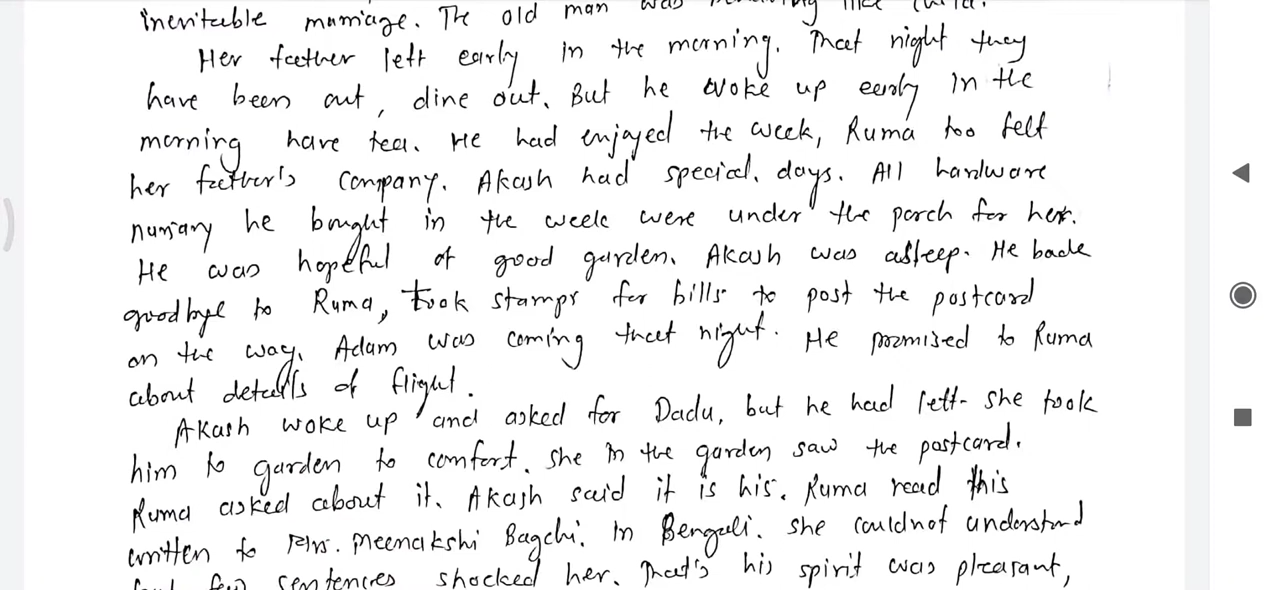 inevitable marriage. The old man was
Her father left early in the morning. That night they
have been out, dine out. But he woke up early in the
morning have tea. He had enjoyed the week, Ruma too felt
her father's company. Akash had special. days. All hardware
nursary he bought in the week were under the porch for her.
He was hopeful of good garden. Akash was asleep. He bade
goodbye to Ruma, took stamps for bills to post the postcard
on the way. Adam was coming that night. He promised to Ruma
about details of flight.
Akash woke up and asked for Dadu, but he had left. She took
him to garden to comfort. She in the garden saw the postcard.
Ruma asked about it. Akash said it is his. Ruma read this
written to Mrs. Meenakshi Bagchi. In Bengali. She couldnot understand
few sentences shocked her. That's his spirit was pleasant,